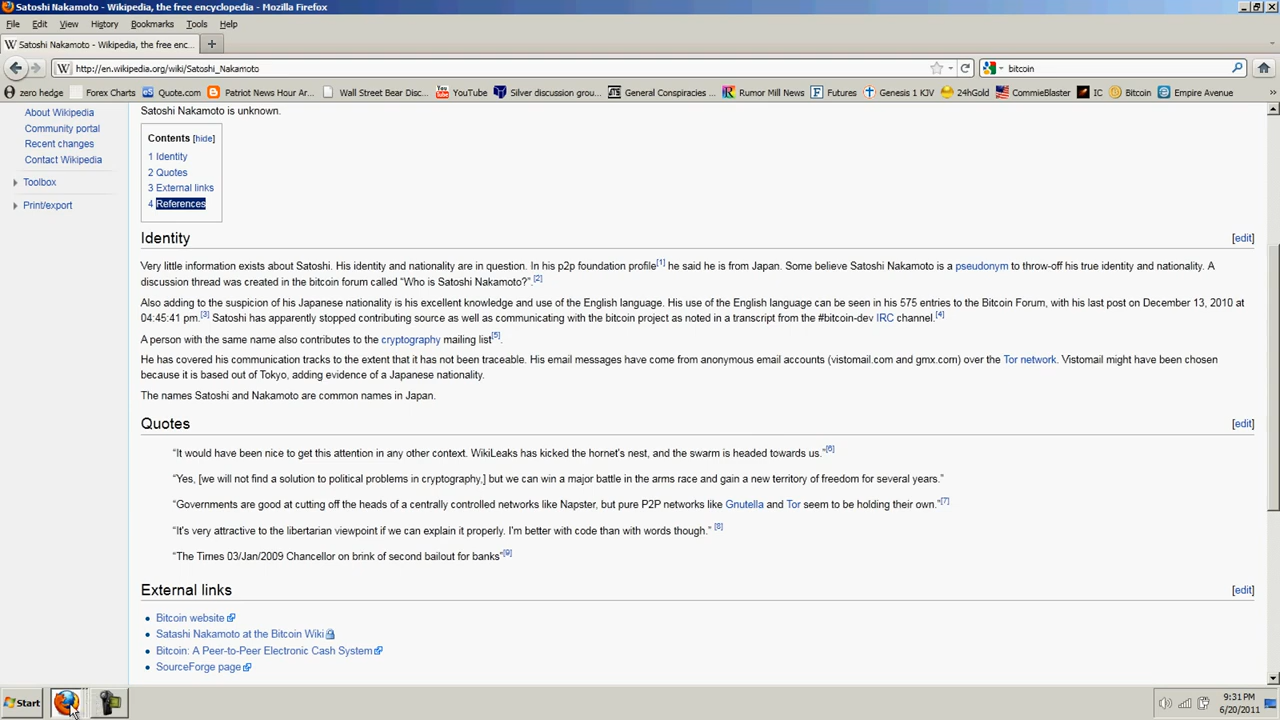 Satoshi Nakamoto - Wikipedia, the free encyclopedia - Mozilla Firefox
File Edit View History Bookmarks Tools Help
Satoshi Nakamoto - Wikipedia, the free enc...
http://en.wikipedia.org/wiki/Satoshi_Nakamoto bitcoin
zero hedge Forex Charts Quote.com Patriot News Hour Ar... Wall Street Bear Disc... YouTube Silver discussion grou... General Conspiracies ... Rumor Mill News Futures Genesis 1 KJV 24hGold CommieBlaster IC Bitcoin Empire Avenue
About Wikipedia
Community portal
Recent changes
Contact Wikipedia
Toolbox
Print/export
Satoshi Nakamoto is unknown.
Contents [hide]
1 Identity
2 Quotes
3 External links
4 References
Identity [edit]
Very little information exists about Satoshi. His identity and nationality are in question. In his p2p foundation profile[1] he said he is from Japan. Some believe Satoshi Nakamoto is a pseudonym to throw-off his true identity and nationality. A
discussion thread was created in the bitcoin forum called “Who is Satoshi Nakamoto?”.[2]
Also adding to the suspicion of his Japanese nationality is his excellent knowledge and use of the English language. His use of the English language can be seen in his 575 entries to the Bitcoin Forum, with his last post on December 13, 2010 at
04:45:41 pm.[3] Satoshi has apparently stopped contributing source as well as communicating with the bitcoin project as noted in a transcript from the #bitcoin-dev IRC channel.[4]
A person with the same name also contributes to the cryptography mailing list[5].
He has covered his communication tracks to the extent that it has not been traceable. His email messages have come from anonymous email accounts (vistomail.com and gmx.com) over the Tor network. Vistomail might have been chosen
because it is based out of Tokyo, adding evidence of a Japanese nationality.
The names Satoshi and Nakamoto are common names in Japan.
Quotes [edit]
“It would have been nice to get this attention in any other context. WikiLeaks has kicked the hornet's nest, and the swarm is headed towards us.”[6]
“Yes, [we will not find a solution to political problems in cryptography,] but we can win a major battle in the arms race and gain a new territory of freedom for several years.”
“Governments are good at cutting off the heads of a centrally controlled networks like Napster, but pure P2P networks like Gnutella and Tor seem to be holding their own.”[7]
“It's very attractive to the libertarian viewpoint if we can explain it properly. I'm better with code than with words though.” [8]
“The Times 03/Jan/2009 Chancellor on brink of second bailout for banks”[9]
External links [edit]
Bitcoin website
Satashi Nakamoto at the Bitcoin Wiki
Bitcoin: A Peer-to-Peer Electronic Cash System
SourceForge page
Start
9:31 PM
6/20/2011